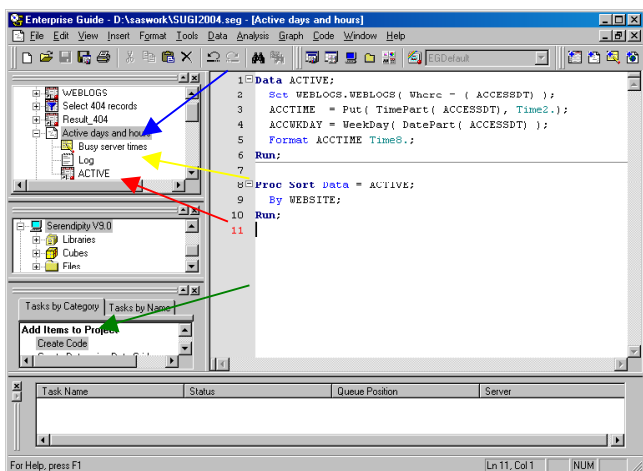 Enterprise Guide - D:\saswork\SUGI2004.seg - [Active days and hours]
File Edit View Insert Format Tools Data Analysis Graph Code Window Help
EGDefault
WEBLOGS
Select 404 records
Result_404
Active days and hours
Busy server times
Log
ACTIVE
1 Data ACTIVE;
2 Set WEBLOGS.WEBLOGS( Where = ( ACCESSDT) );
3 ACCTIME = Put( TimePart( ACCESSDT), Time2.);
4 ACCWKDAY = WeekDay( DatePart( ACCESSDT) );
5 Format ACCTIME Time8.;
6 Run;
7
8 Proc Sort Data = ACTIVE;
9 By WEBSITE;
10 Run;
11
Serendipity V9.0
Libraries
Cubes
Files
Tasks by Category Tasks by Name
Add Items to Project
Create Code
Task Name Status Queue Position Server
For Help, press F1
Ln 11, Col 1 NUM